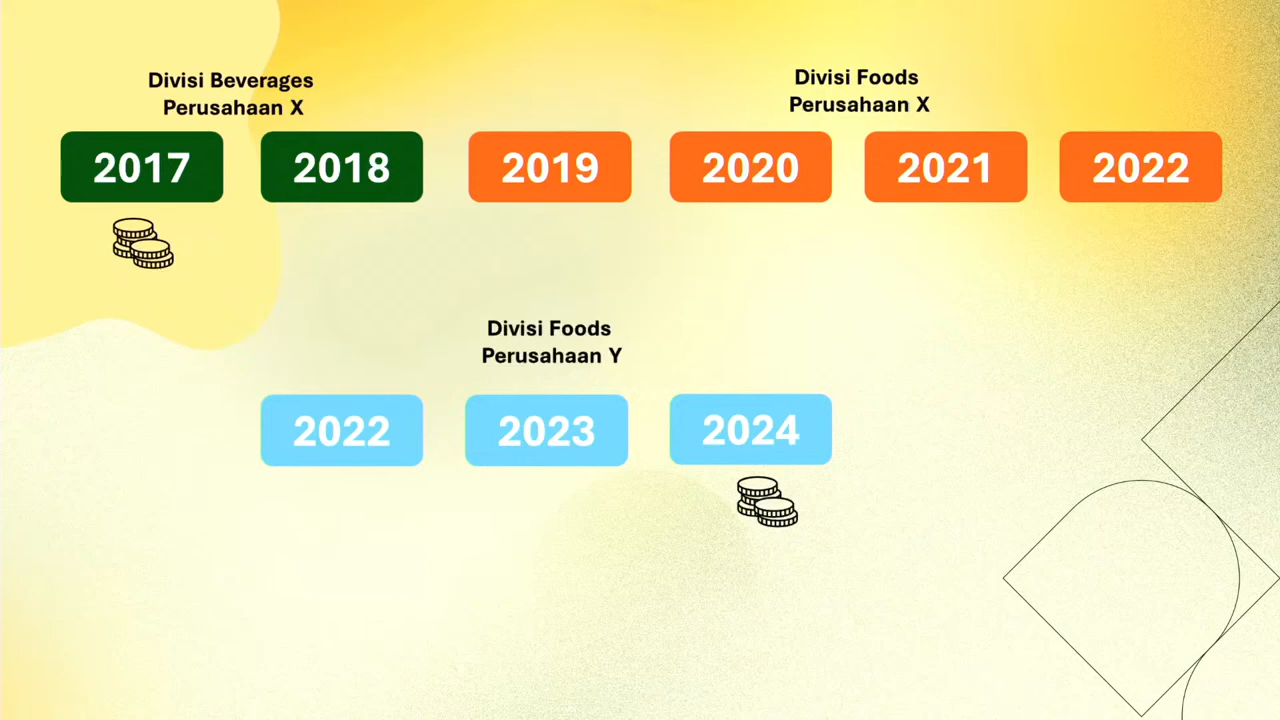 Divisi Beverages
Perusahaan X
Divisi Foods
Perusahaan X
2017 2018 2019 2020 2021 2022
Divisi Foods
Perusahaan Y
2022 2023 2024